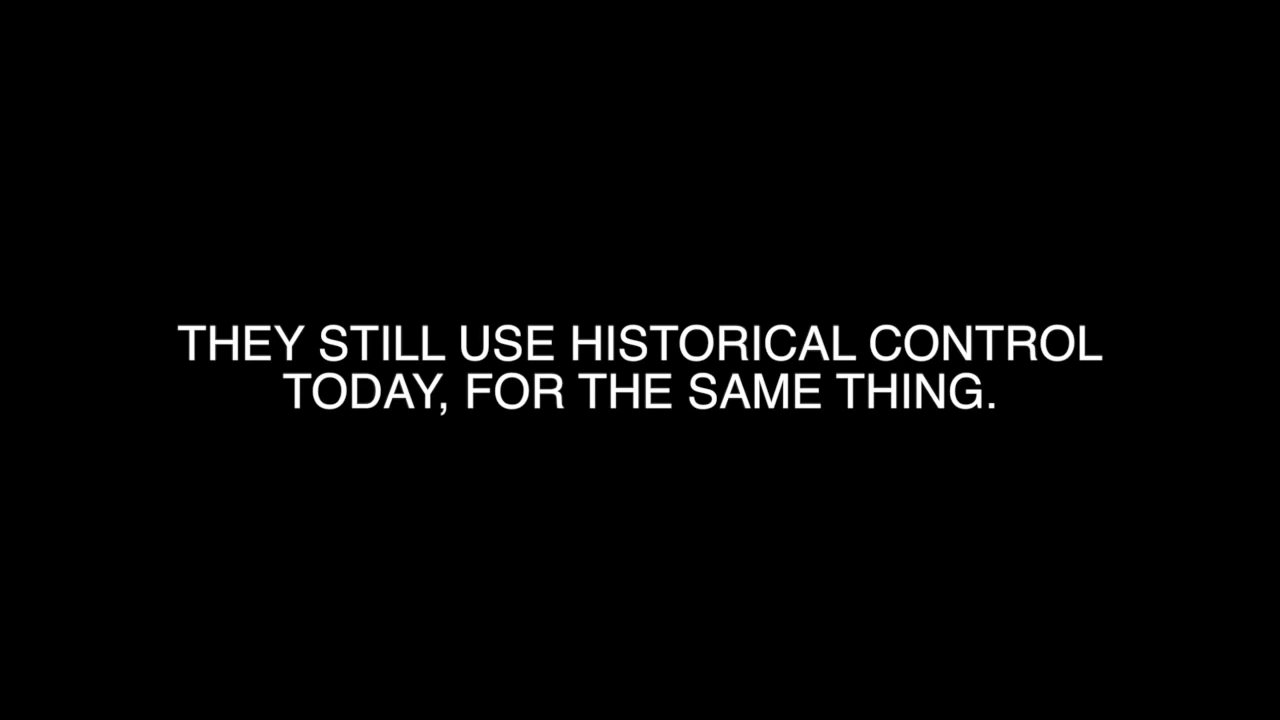 THEY STILL USE HISTORICAL CONTROL
TODAY, FOR THE SAME THING.